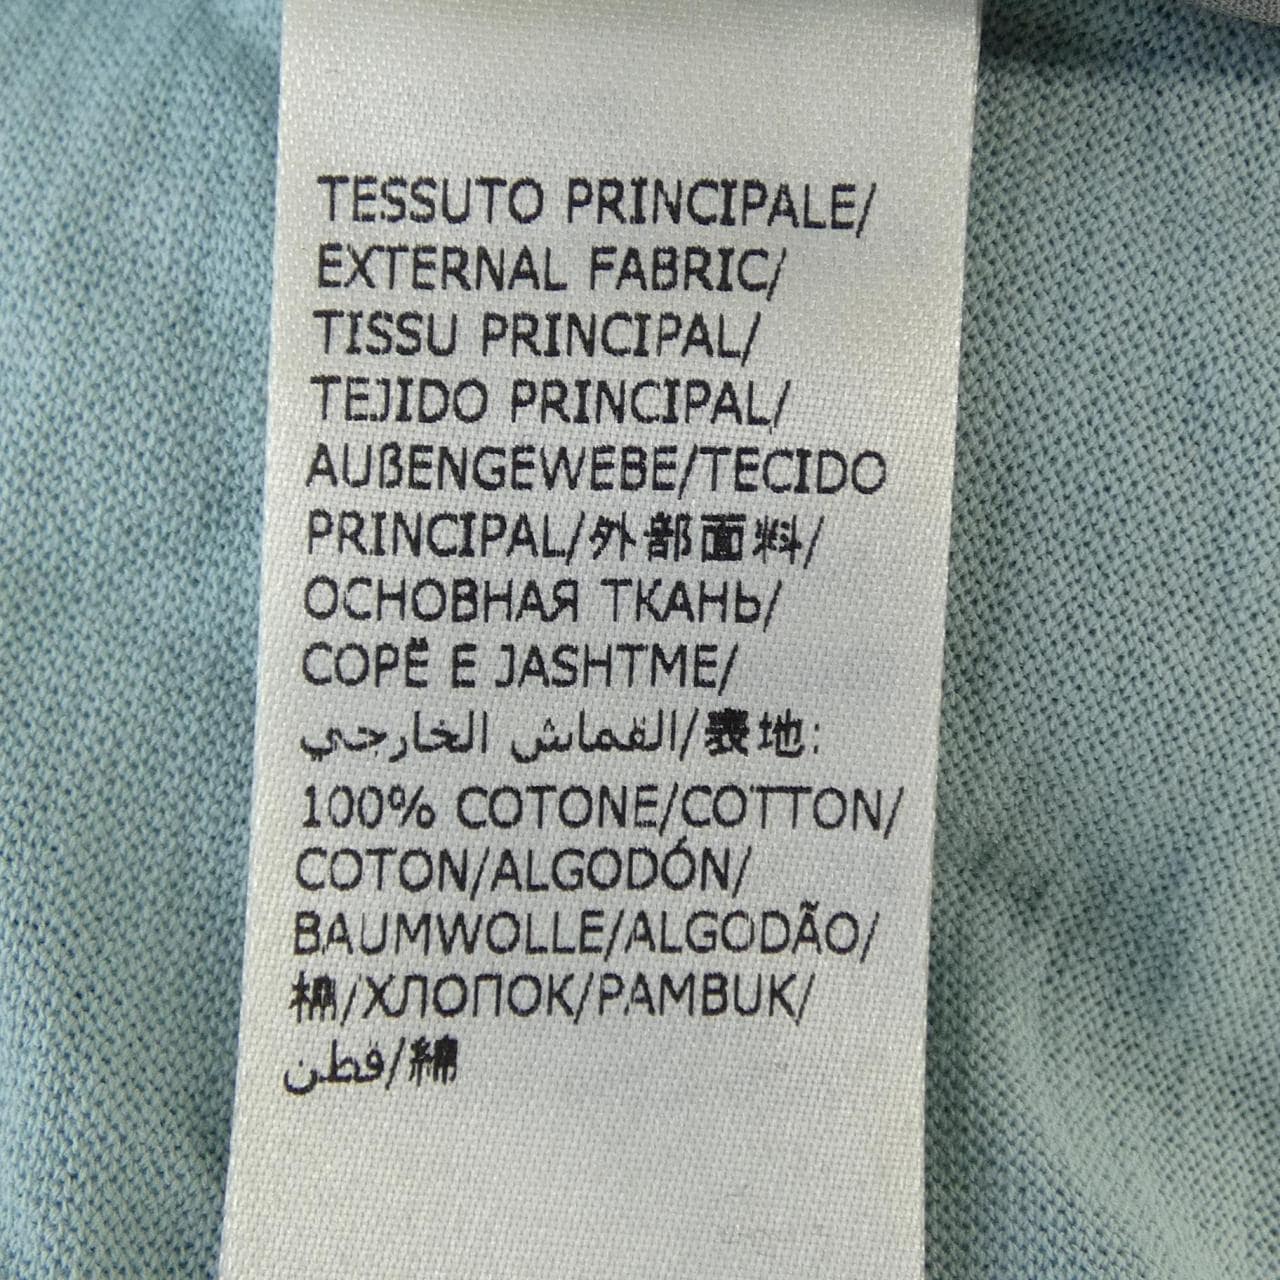 TESSUTO PRINCIPALE/
EXTERNAL FABRIC/
TISSU PRINCIPAL/
TEJIDO PRINCIPAL/
AUßENGEWEBE/TECIDO
PRINCIPAL/外部面料/
ОСНОВНАЯ ТКАНЬ/
COPË E JASHTME/
القماش الخارجي/表地:
100% COTONE/COTTON/
COTON/ALGODÓN/
BAUMWOLLE/ALGODÃO/
棉/ХЛОПОК/PAMBUK/
قطن/綿